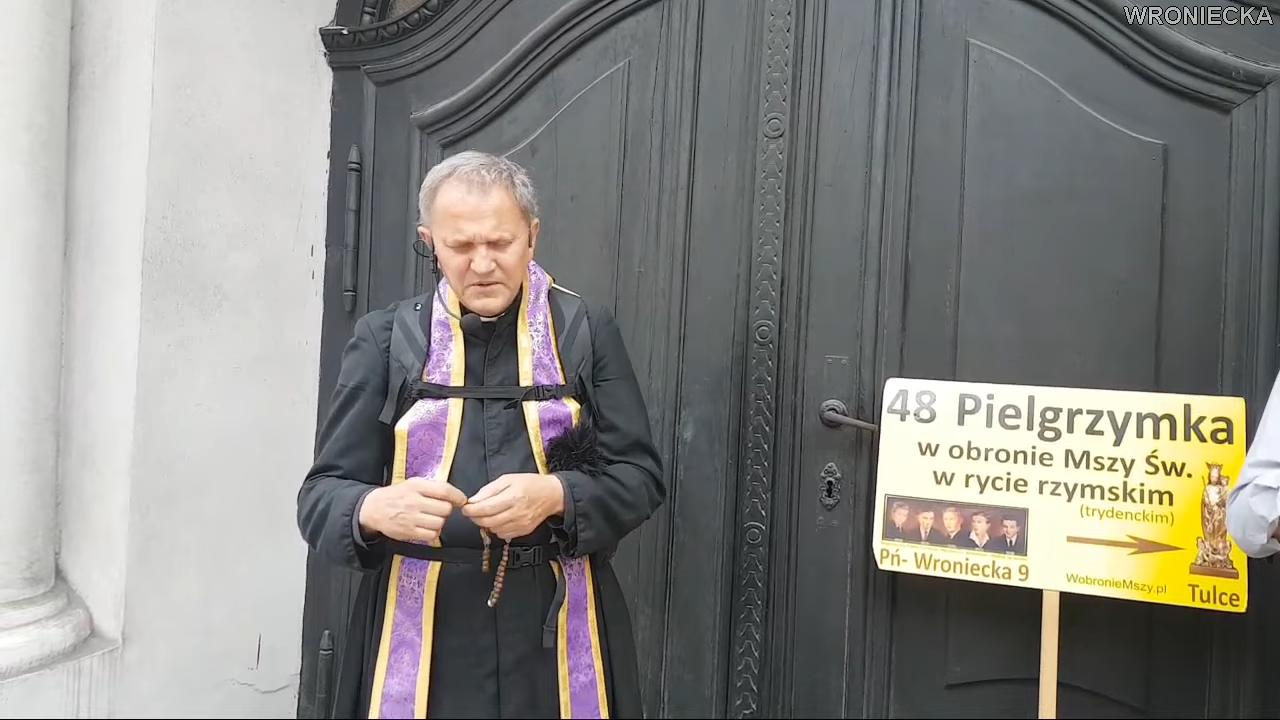 WRONIECKA
48 Pielgrzymka
w obronie Mszy Św.
w rycie rzymskim
(trydenckim)
Pń- Wroniecka 9
WobronieMszy.pl
Tulce